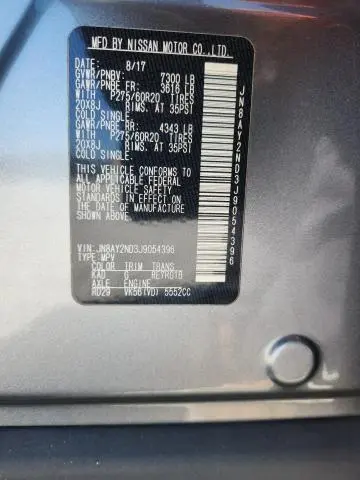 MFD BY NISSAN MOTOR CO.,LTD.
DATE: 8/17
GVWR/PNBV: 7300 LB
GAWR/PNBE FR: 3616 LB
WITH P275/60R20 TIRES
20X8J RIMS. AT 35PSI
COLD SINGLE.
GAWR/PNBE RR: 4343 LB
WITH P275/60R20 TIRES
20X8J RIMS. AT 35PSI
COLD SINGLE.
THIS VEHICLE CONFORMS TO
ALL APPLICABLE FEDERAL
MOTOR VEHICLE SAFETY
STANDARDS IN EFFECT ON
THE DATE OF MANUFACTURE
SHOWN ABOVE.
VIN: JN8AY2ND3J9054396
TYPE: MPV
COLOR TRIM TRANS
KAD G RE7R01B
AXLE ENGINE
RD29 VK56(VD) 5552CC
JN8AY2ND3J9054396